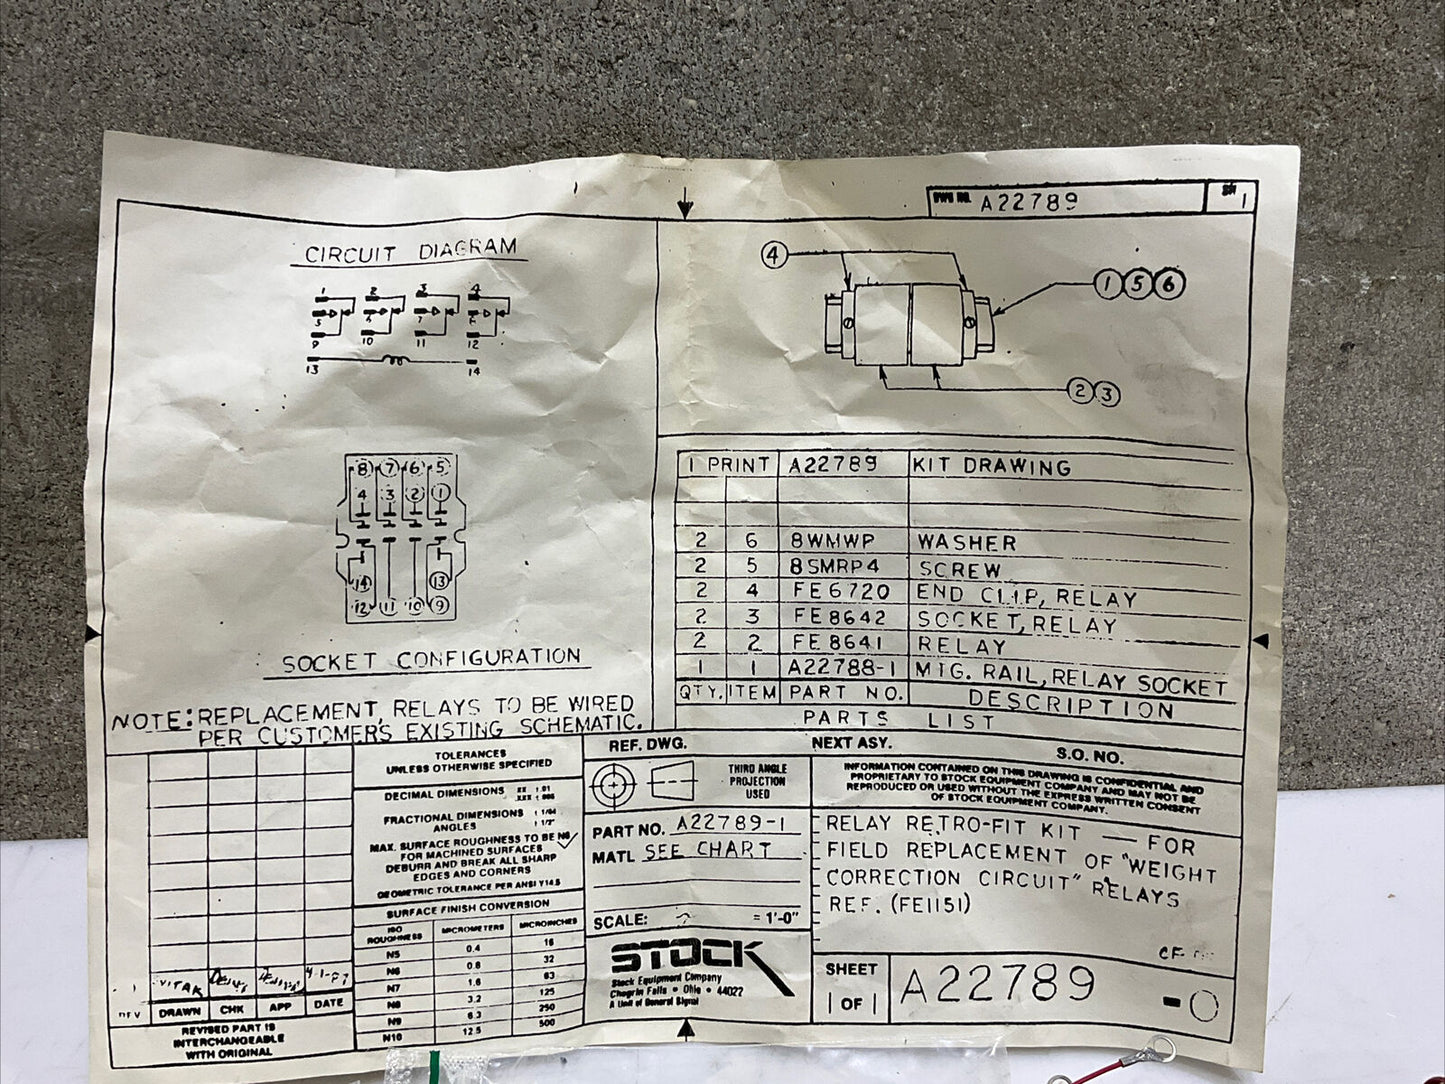 DWG NO. A22789 SH 1
CIRCUIT DIAGRAM
1 2 3 4
5 6 7
9 10 11 12
13 14
4
1 5 6
2 3
8 7 6 5
4 3 2 1
14 13
12 11 10 9
SOCKET CONFIGURATION
NOTE: REPLACEMENT RELAYS TO BE WIRED
PER CUSTOMERS EXISTING SCHEMATIC.
1 PRINT A22789 KIT DRAWING
2 6 8WMWP WASHER
2 5 8SMRP4 SCREW
2 4 FE6720 END CLIP, RELAY
2 3 FE8642 SOCKET, RELAY
2 2 FE8641 RELAY
1 1 A22788-1 MTG. RAIL, RELAY SOCKET
QTY. ITEM PART NO. DESCRIPTION
PARTS LIST
REF. DWG. NEXT ASY. S.O. NO.
TOLERANCES
UNLESS OTHERWISE SPECIFIED
DECIMAL DIMENSIONS .XX ± .01
.XXX ± .005
FRACTIONAL DIMENSIONS ± 1/64
ANGLES ± 1/2°
MAX. SURFACE ROUGHNESS TO BE N9
FOR MACHINED SURFACES
DEBURR AND BREAK ALL SHARP
EDGES AND CORNERS
GEOMETRIC TOLERANCE PER ANSI Y14.5
SURFACE FINISH CONVERSION
ISO ROUGHNESS MICROMETERS MICROINCHES
N5 0.4 16
N6 0.8 32
N7 1.6 63
N8 3.2 125
N9 6.3 250
N10 12.5 500
REV DRAWN CHK APP DATE
REVISED PART IS
INTERCHANGEABLE
WITH ORIGINAL
THIRD ANGLE
PROJECTION
USED
INFORMATION CONTAINED ON THIS DRAWING IS CONFIDENTIAL AND
PROPRIETARY TO STOCK EQUIPMENT COMPANY AND MAY NOT BE
REPRODUCED OR USED WITHOUT THE EXPRESS WRITTEN CONSENT
OF STOCK EQUIPMENT COMPANY.
PART NO. A22789-1
MATL SEE CHART
SCALE: = 1'-0"
RELAY RETRO-FIT KIT — FOR
FIELD REPLACEMENT OF "WEIGHT
CORRECTION CIRCUIT" RELAYS
REF. (FE1151)
STOCK
Stock Equipment Company
Chagrin Falls • Ohio • 44022
A Unit of General Signal
SHEET
1 OF 1
A22789 - O